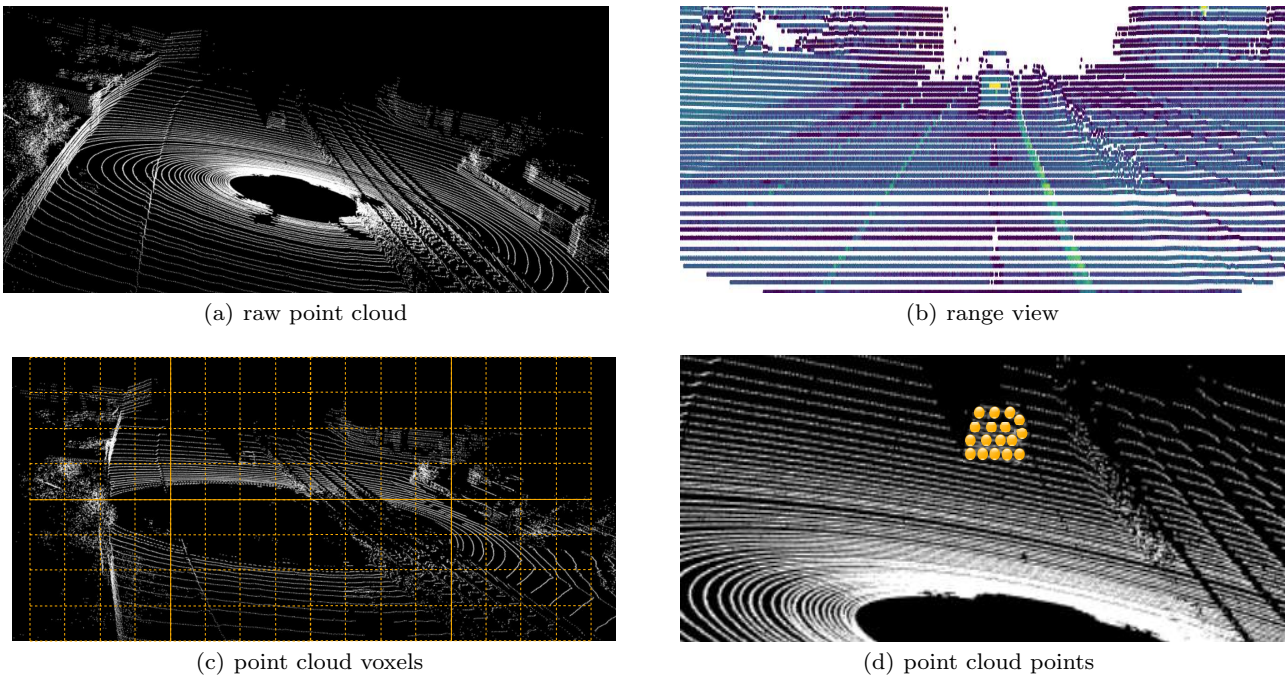 (a) raw point cloud
(b) range view
(c) point cloud voxels
(d) point cloud points